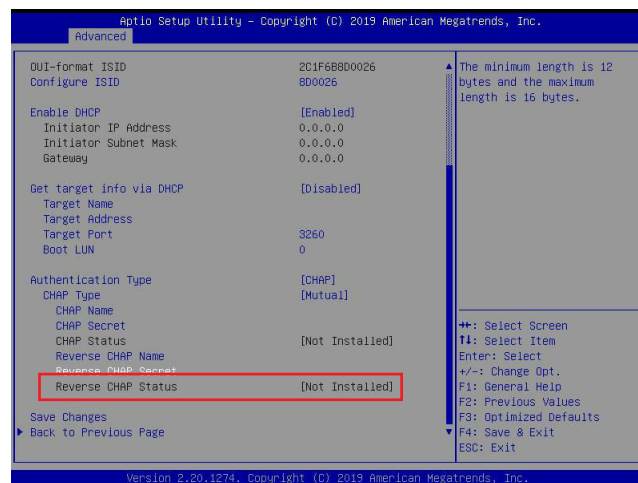 Aptio Setup Utility – Copyright (C) 2019 American Megatrends, Inc.
Advanced
OUI-format ISID 2C1F6B8D0026
Configure ISID 8D0026
Enable DHCP [Enabled]
Initiator IP Address 0.0.0.0
Initiator Subnet Mask 0.0.0.0
Gateway 0.0.0.0
Get target info via DHCP [Disabled]
Target Name
Target Address
Target Port 3260
Boot LUN 0
Authentication Type [CHAP]
CHAP Type [Mutual]
CHAP Name
CHAP Secret
CHAP Status [Not Installed]
Reverse CHAP Name
Reverse CHAP Secret
Reverse CHAP Status [Not Installed]
Save Changes
Back to Previous Page
The minimum length is 12
bytes and the maximum
length is 16 bytes.
→←: Select Screen
↑↓: Select Item
Enter: Select
+/-: Change Opt.
F1: General Help
F2: Previous Values
F3: Optimized Defaults
F4: Save & Exit
ESC: Exit
Version 2.20.1274. Copyright (C) 2019 American Megatrends, Inc.